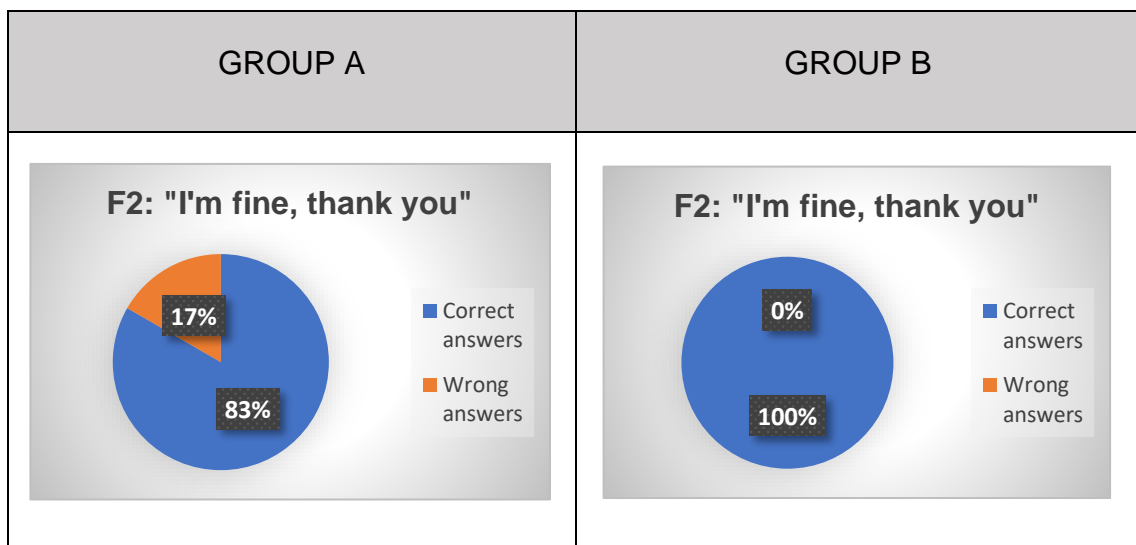 GROUP A
GROUP B
F2: "I'm fine, thank you"
17%
83%
Correct
answers
Wrong
answers
F2: "I'm fine, thank you"
0%
100%
Correct
answers
Wrong
answers